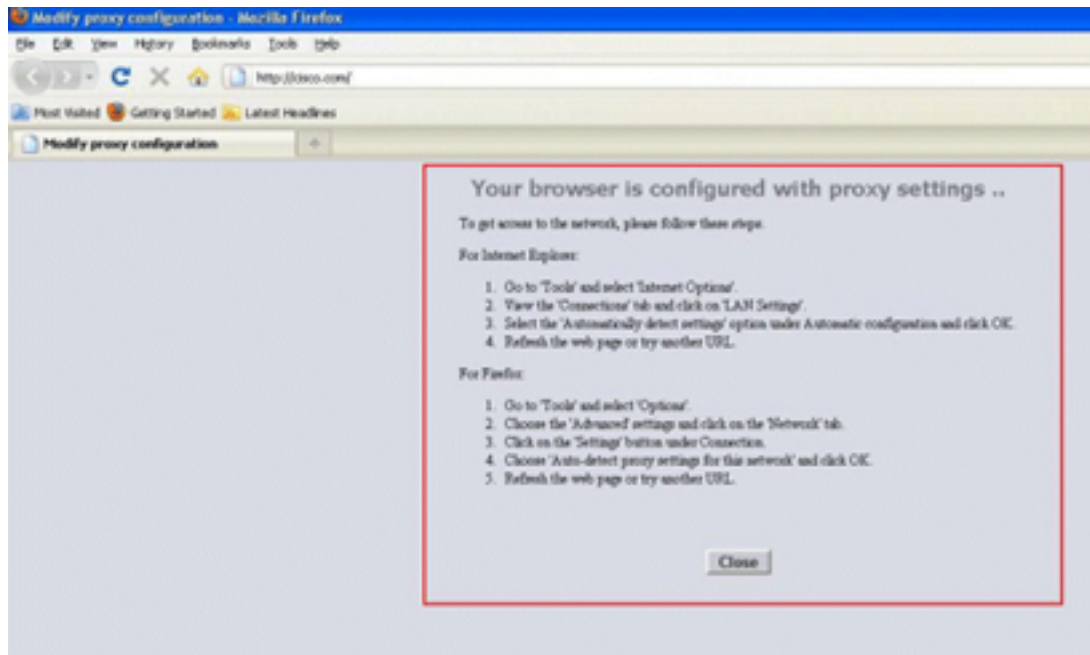 Modify proxy configuration - Mozilla Firefox
File Edit View History Bookmarks Tools Help
http://cisco.com/
Most Visited Getting Started Latest Headlines
Modify proxy configuration
Your browser is configured with proxy settings ..
To get access to the network, please follow these steps.
For Internet Explorer:
1. Go to 'Tools' and select 'Internet Options'.
2. View the 'Connections' tab and click on 'LAN Settings'.
3. Select the 'Automatically detect settings' option under Automatic configuration and click OK.
4. Refresh the web page or try another URL.
For Firefox:
1. Go to 'Tools' and select 'Options'.
2. Choose the 'Advanced' settings and click on the 'Network' tab.
3. Click on the 'Settings' button under Connection.
4. Choose 'Auto-detect proxy settings for this network' and click OK.
5. Refresh the web page or try another URL.
Close